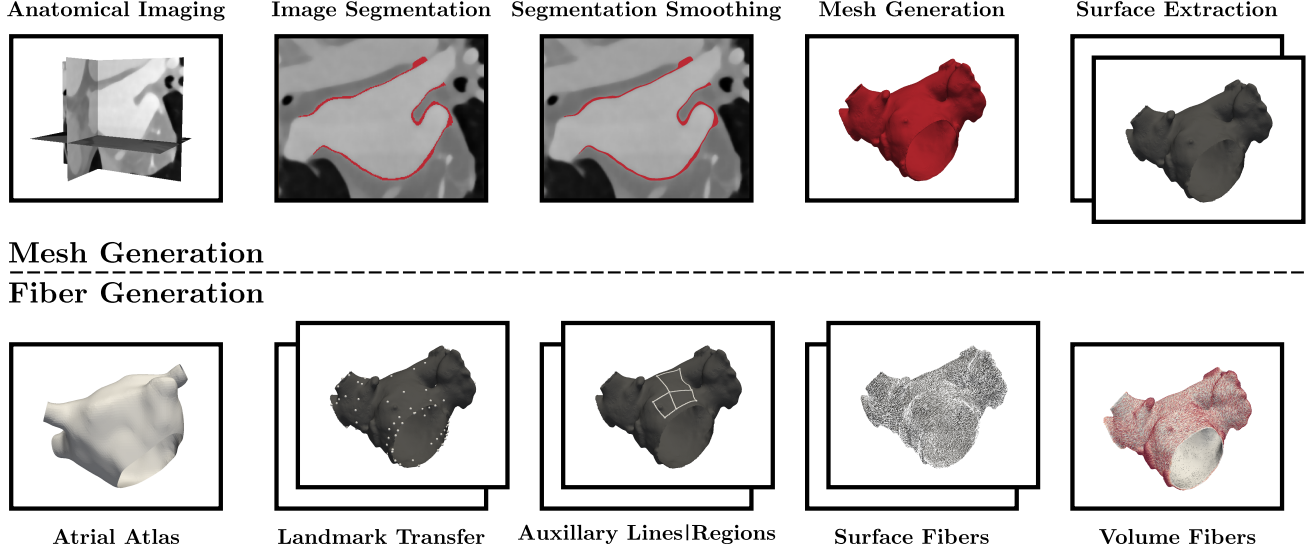 Anatomical Imaging
Image Segmentation
Segmentation Smoothing
Mesh Generation
Surface Extraction
Mesh Generation
Fiber Generation
Atrial Atlas
Landmark Transfer
Auxillary Lines|Regions
Surface Fibers
Volume Fibers